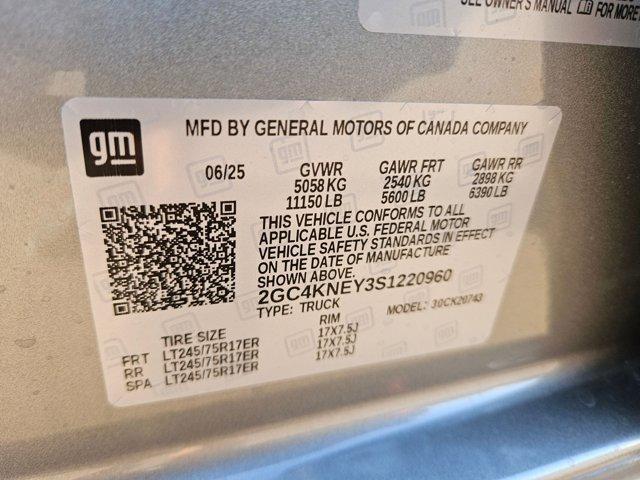 SEE OWNER'S MANUAL FOR MORE
gm
MFD BY GENERAL MOTORS OF CANADA COMPANY
06/25 GVWR GAWR FRT GAWR RR
5058 KG 2540 KG 2898 KG
11150 LB 5600 LB 6390 LB
THIS VEHICLE CONFORMS TO ALL
APPLICABLE U.S. FEDERAL MOTOR
VEHICLE SAFETY STANDARDS IN EFFECT
ON THE DATE OF MANUFACTURE
SHOWN ABOVE.
2GC4KNEY3S1220960
TYPE: TRUCK MODEL: 30CK20743
TIRE SIZE RIM
FRT LT245/75R17ER 17X7.5J
RR LT245/75R17ER 17X7.5J
SPA LT245/75R17ER 17X7.5J